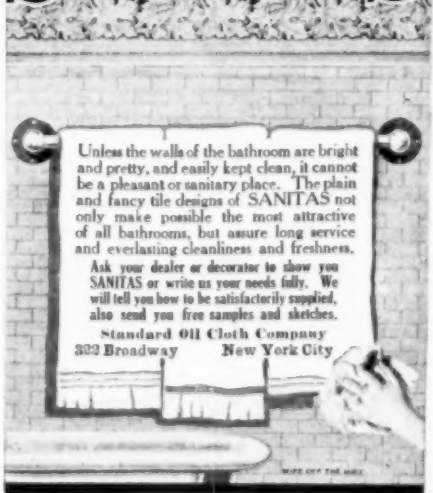 Unless the walls of the bathroom are bright
and pretty, and easily kept clean, it cannot
be a pleasant or sanitary place. The plain
and fancy tile designs of SANITAS not
only make possible the most attractive
of all bathrooms, but assure long service
and everlasting cleanliness and freshness.
Ask your dealer or decorator to show you
SANITAS or write us your needs fully. We
will tell you how to be satisfactorily supplied,
also send you free samples and sketches.
Standard Oil Cloth Company
322 Broadway New York City
WIPE OFF THE